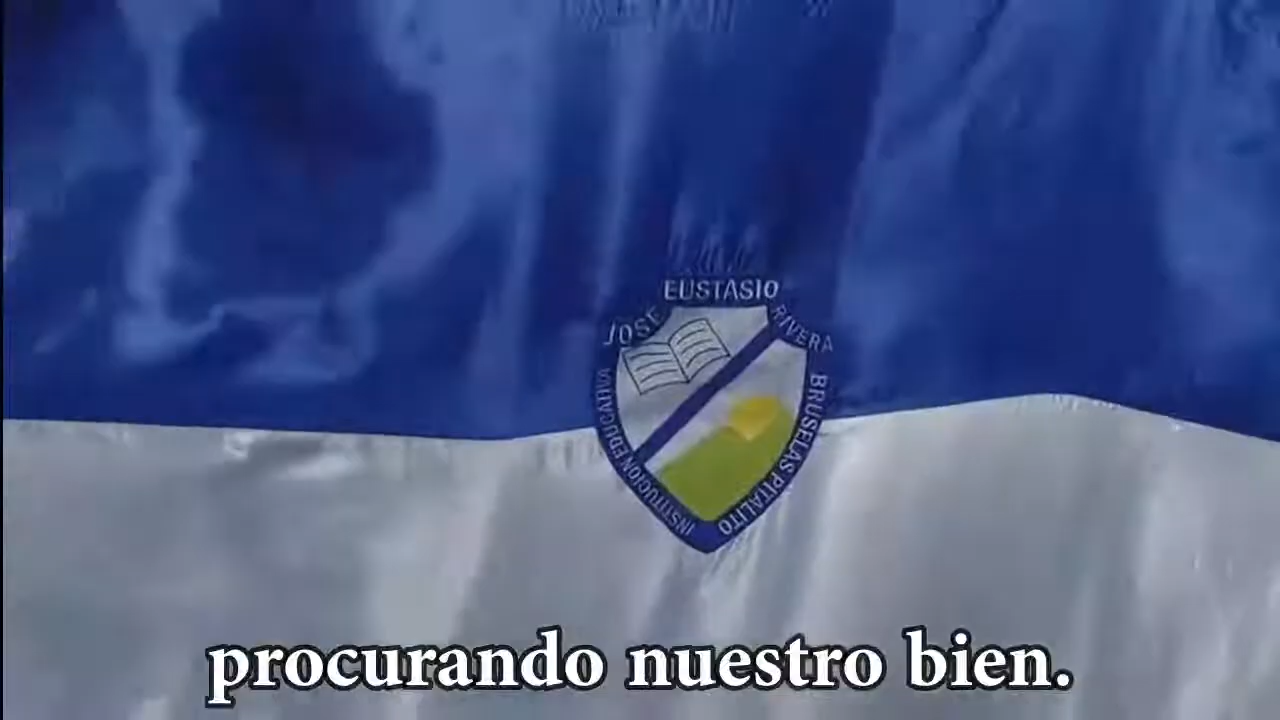 JOSE EUSTASIO RIVERA
INSTITUCION EDUCATIVA
BRUSELAS PITALITO
procurando nuestro bien.